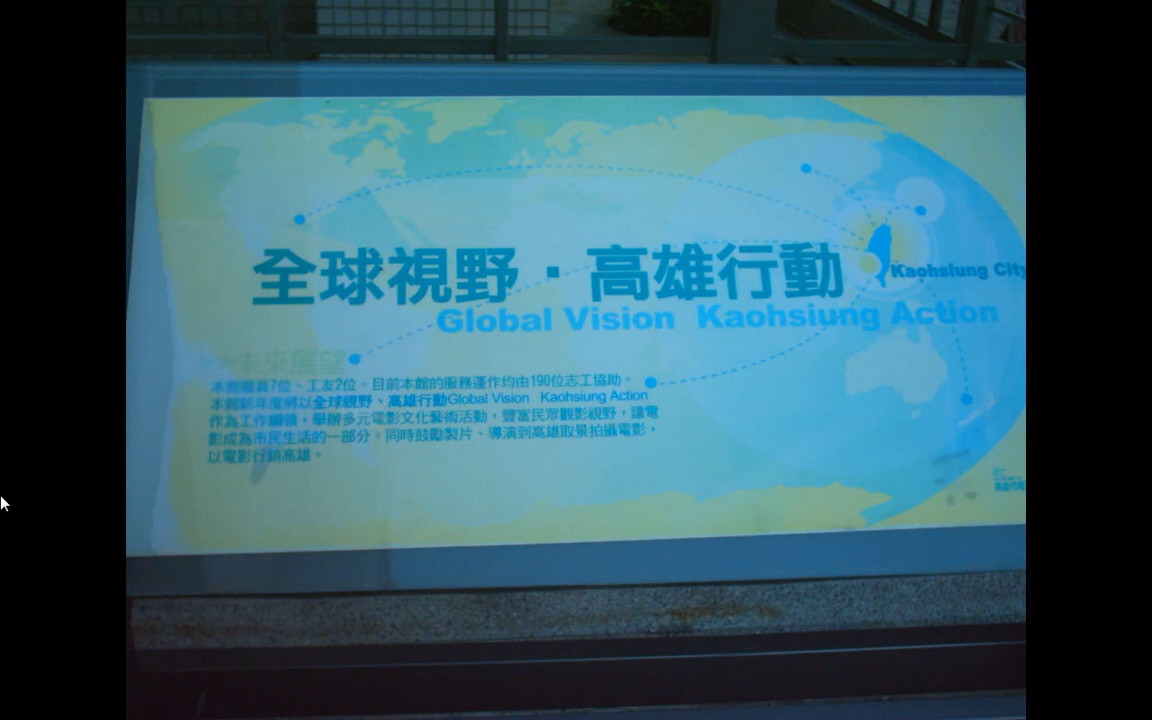 全球視野·高雄行動
Kaohsiung City
Global Vision Kaohsiung Action
未來展望
本館職員7位、工友2位。目前本館的服務運作均由190位志工協助。
本館新年度將以全球視野、高雄行動Global Vision Kaohsiung Action
作為工作綱領，舉辦多元電影文化藝術活動，豐富民眾觀影視野，讓電
影成為市民生活的一部分。同時鼓勵製片、導演到高雄取景拍攝電影，
以電影行銷高雄。